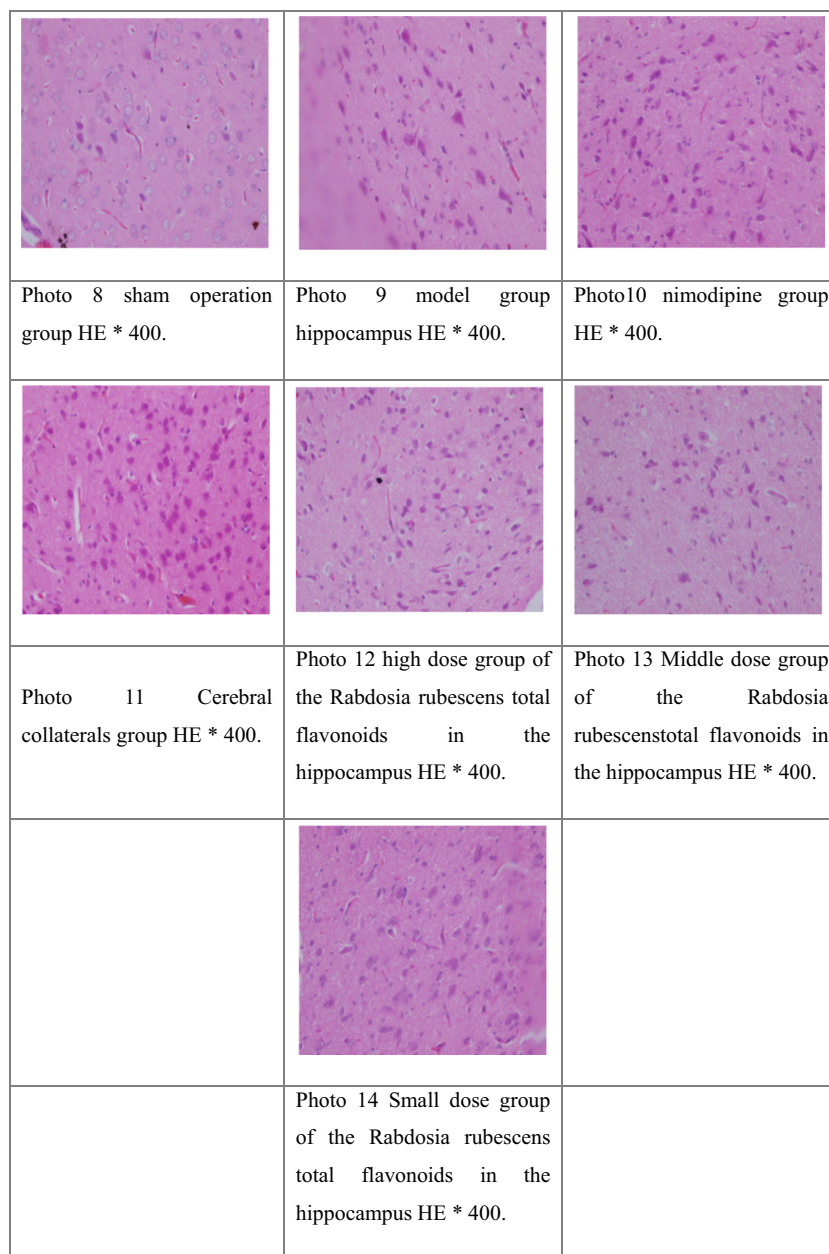 Photo 8 sham operation
group HE * 400.
Photo 9 model group
hippocampus HE * 400.
Photo10 nimodipine group
HE * 400.
Photo 11 Cerebral
collaterals group HE * 400.
Photo 12 high dose group of
the Rabdosia rubescens total
flavonoids in the
hippocampus HE * 400.
Photo 13 Middle dose group
of the Rabdosia
rubescenstotal flavonoids in
the hippocampus HE * 400.
Photo 14 Small dose group
of the Rabdosia rubescens
total flavonoids in the
hippocampus HE * 400.